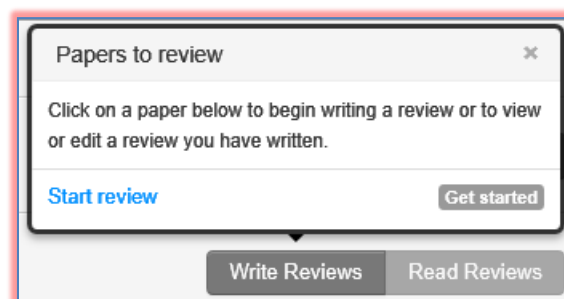 Papers to review ×
Click on a paper below to begin writing a review or to view
or edit a review you have written.
Start review Get started
Write Reviews Read Reviews